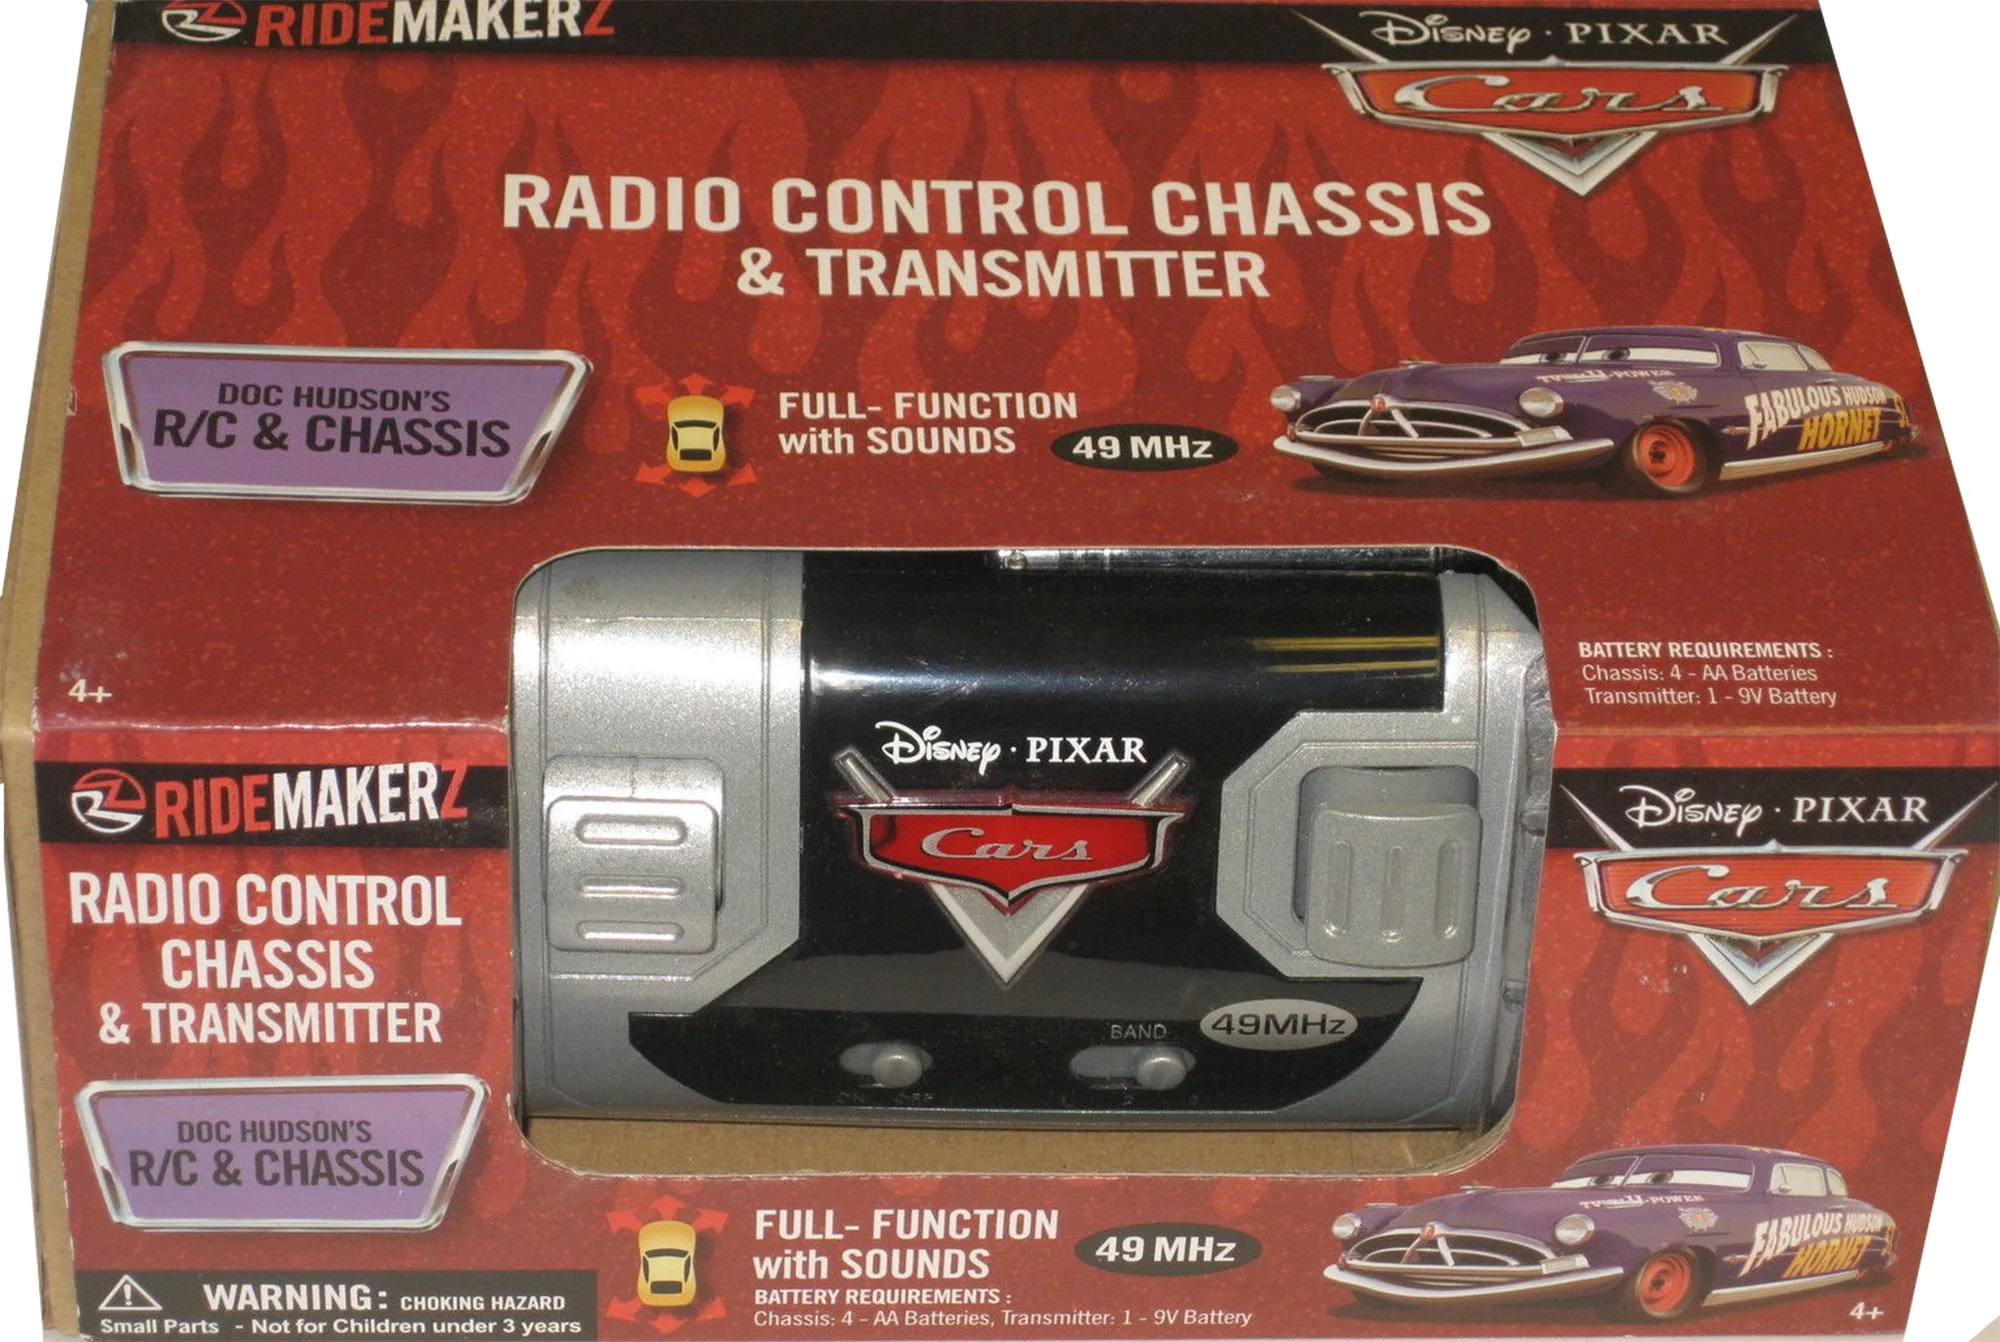 RIDEMAKERZ
Disney · PIXAR
Cars
RADIO CONTROL CHASSIS
& TRANSMITTER
DOC HUDSON'S
R/C & CHASSIS
FULL- FUNCTION
with SOUNDS
49 MHz
FABULOUS HUDSON
HORNET
BATTERY REQUIREMENTS :
Chassis: 4 - AA Batteries
Transmitter: 1 - 9V Battery
4+
Disney · PIXAR
Cars
BAND
49MHz
ON OFF
RIDEMAKERZ
RADIO CONTROL
CHASSIS
& TRANSMITTER
DOC HUDSON'S
R/C & CHASSIS
Disney · PIXAR
Cars
WARNING: CHOKING HAZARD
Small Parts - Not for Children under 3 years
FULL- FUNCTION
with SOUNDS
49 MHz
BATTERY REQUIREMENTS :
Chassis: 4 - AA Batteries, Transmitter: 1 - 9V Battery
FABULOUS HUDSON
HORNET
4+